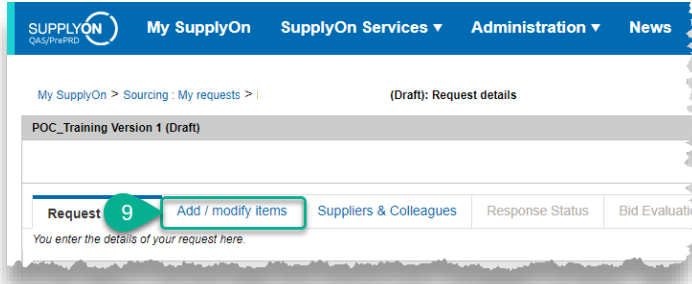 SUPPLYON
QAS/PrePRD
My SupplyOn SupplyOn Services ▾ Administration ▾ News
My SupplyOn > Sourcing : My requests >
(Draft): Request details
POC_Training Version 1 (Draft)
Request 9 Add / modify items Suppliers & Colleagues Response Status Bid
You enter the details of your request here.